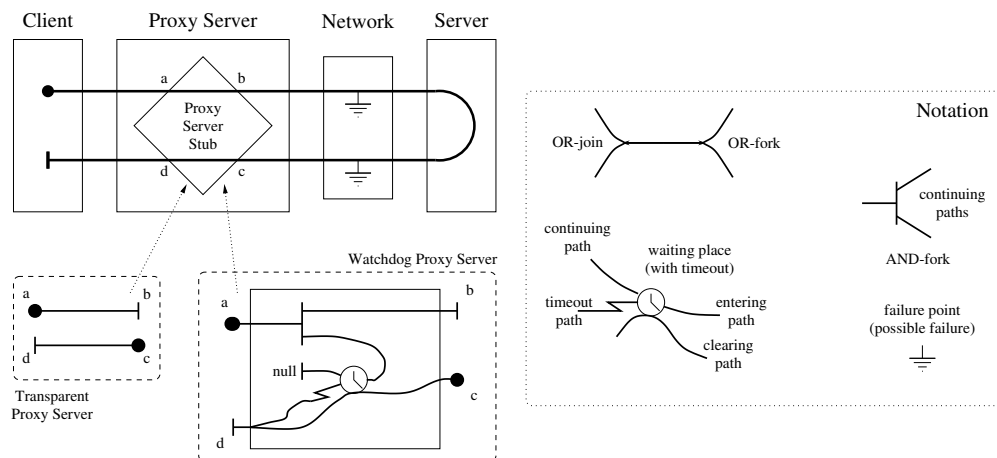 Client
Proxy Server
Network
Server
a
b
Proxy
Server
Stub
d
c
a
b
d
c
Transparent
Proxy Server
Watchdog Proxy Server
a
b
null
c
d
Notation
OR-join
OR-fork
continuing
paths
AND-fork
continuing
path
waiting place
(with timeout)
timeout
path
entering
path
clearing
path
failure point
(possible failure)